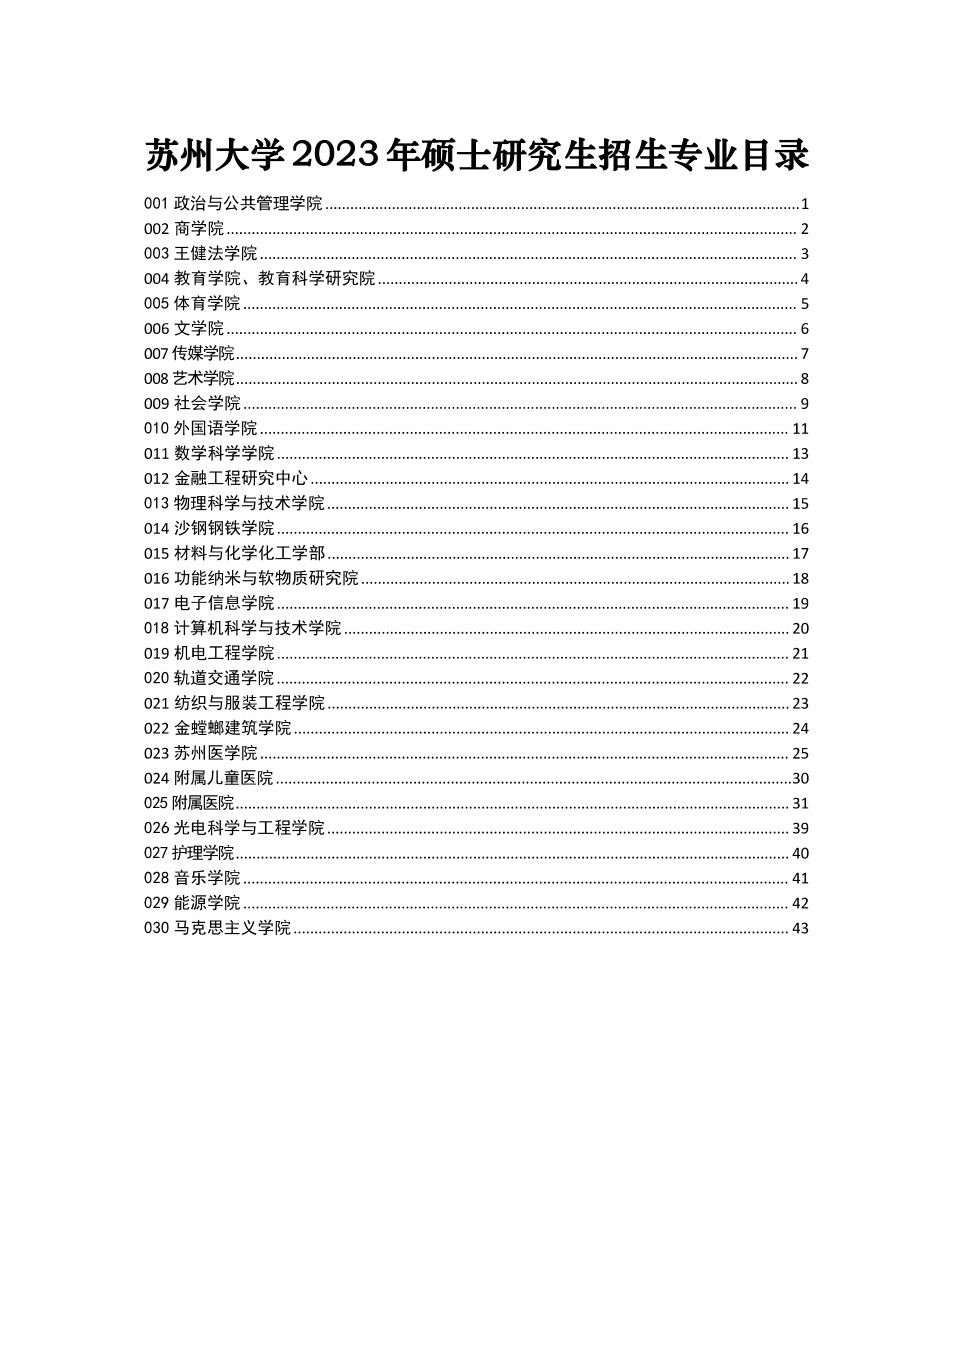 苏州大学 2023 年硕士研究生招生专业目录
001 政治与公共管理学院........................1
002 商学院........................2
003 王健法学院........................3
004 教育学院、教育科学研究院........................4
005 体育学院........................5
006 文学院........................6
007 传媒学院........................7
008 艺术学院........................8
009 社会学院........................9
010 外国语学院........................11
011 数学科学学院........................13
012 金融工程研究中心........................14
013 物理科学与技术学院........................15
014 沙钢钢铁学院........................16
015 材料与化学化工学部........................17
016 功能纳米与软物质研究院........................18
017 电子信息学院........................19
018 计算机科学与技术学院........................20
019 机电工程学院........................21
020 轨道交通学院........................22
021 纺织与服装工程学院........................23
022 金螳螂建筑学院........................24
023 苏州医学院........................25
024 附属儿童医院........................30
025 附属医院........................31
026 光电科学与工程学院........................39
027 护理学院........................40
028 音乐学院........................41
029 能源学院........................42
030 马克思主义学院........................43